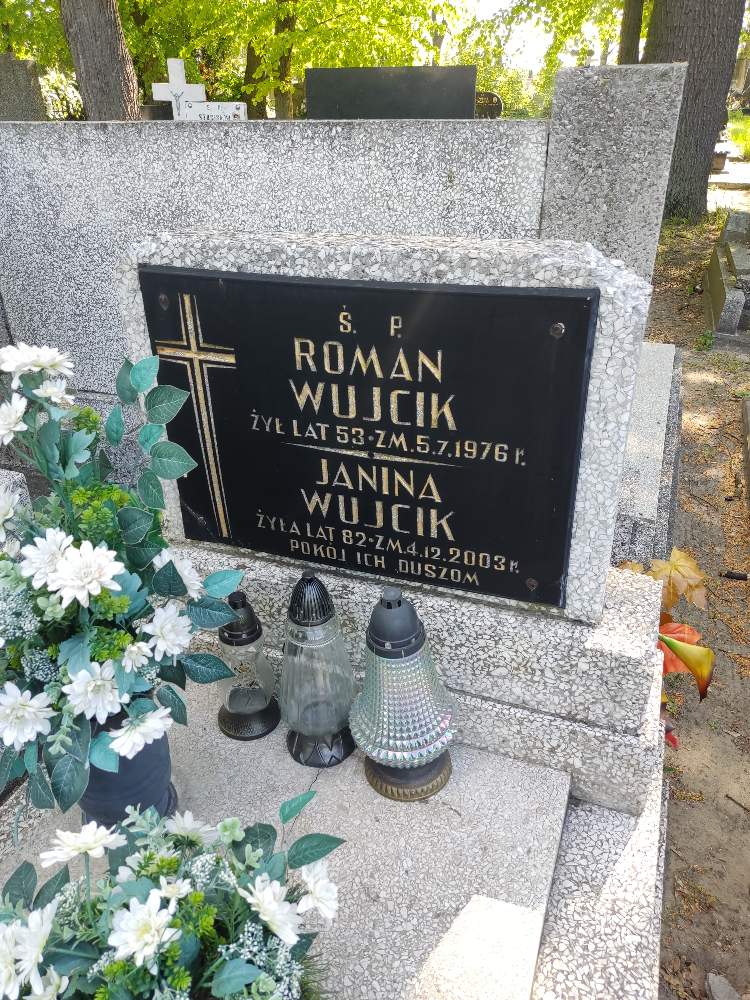 Ś. P.
ROMAN
WUJCIK
ŻYŁ LAT 53•ZM.5.7.1976 R.
JANINA
WUJCIK
ŻYŁA LAT 82•ZM.4.12.2003 R.
POKÓJ ICH DUSZOM